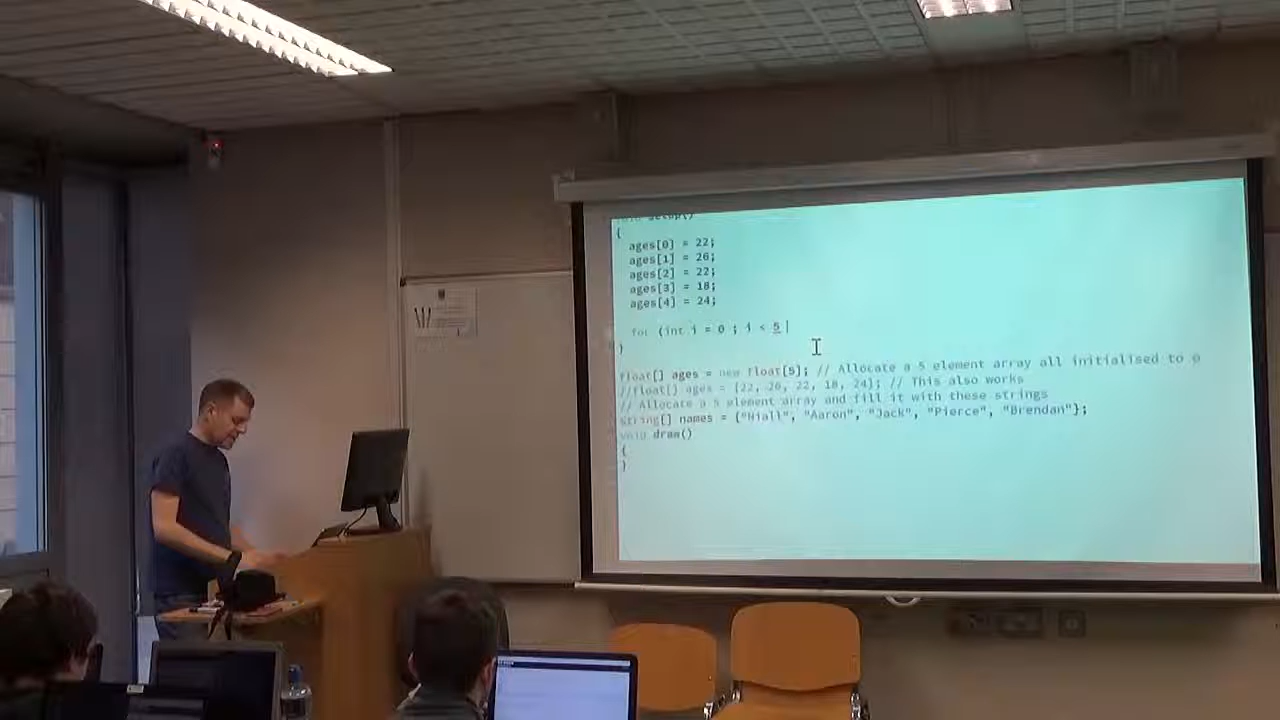 void setup()
{
ages[0] = 22;
ages[1] = 26;
ages[2] = 22;
ages[3] = 18;
ages[4] = 24;
for (int i = 0 ; i < 5
}
float[] ages = new float[5]; // Allocate a 5 element array all initialised to 0
//float[] ages = {22, 26, 22, 18, 24}; // This also works
// Allocate a 5 element array and fill it with these strings
String[] names = {"Niall", "Aaron", "Jack", "Pierce", "Brendan"};
void draw()
{
}